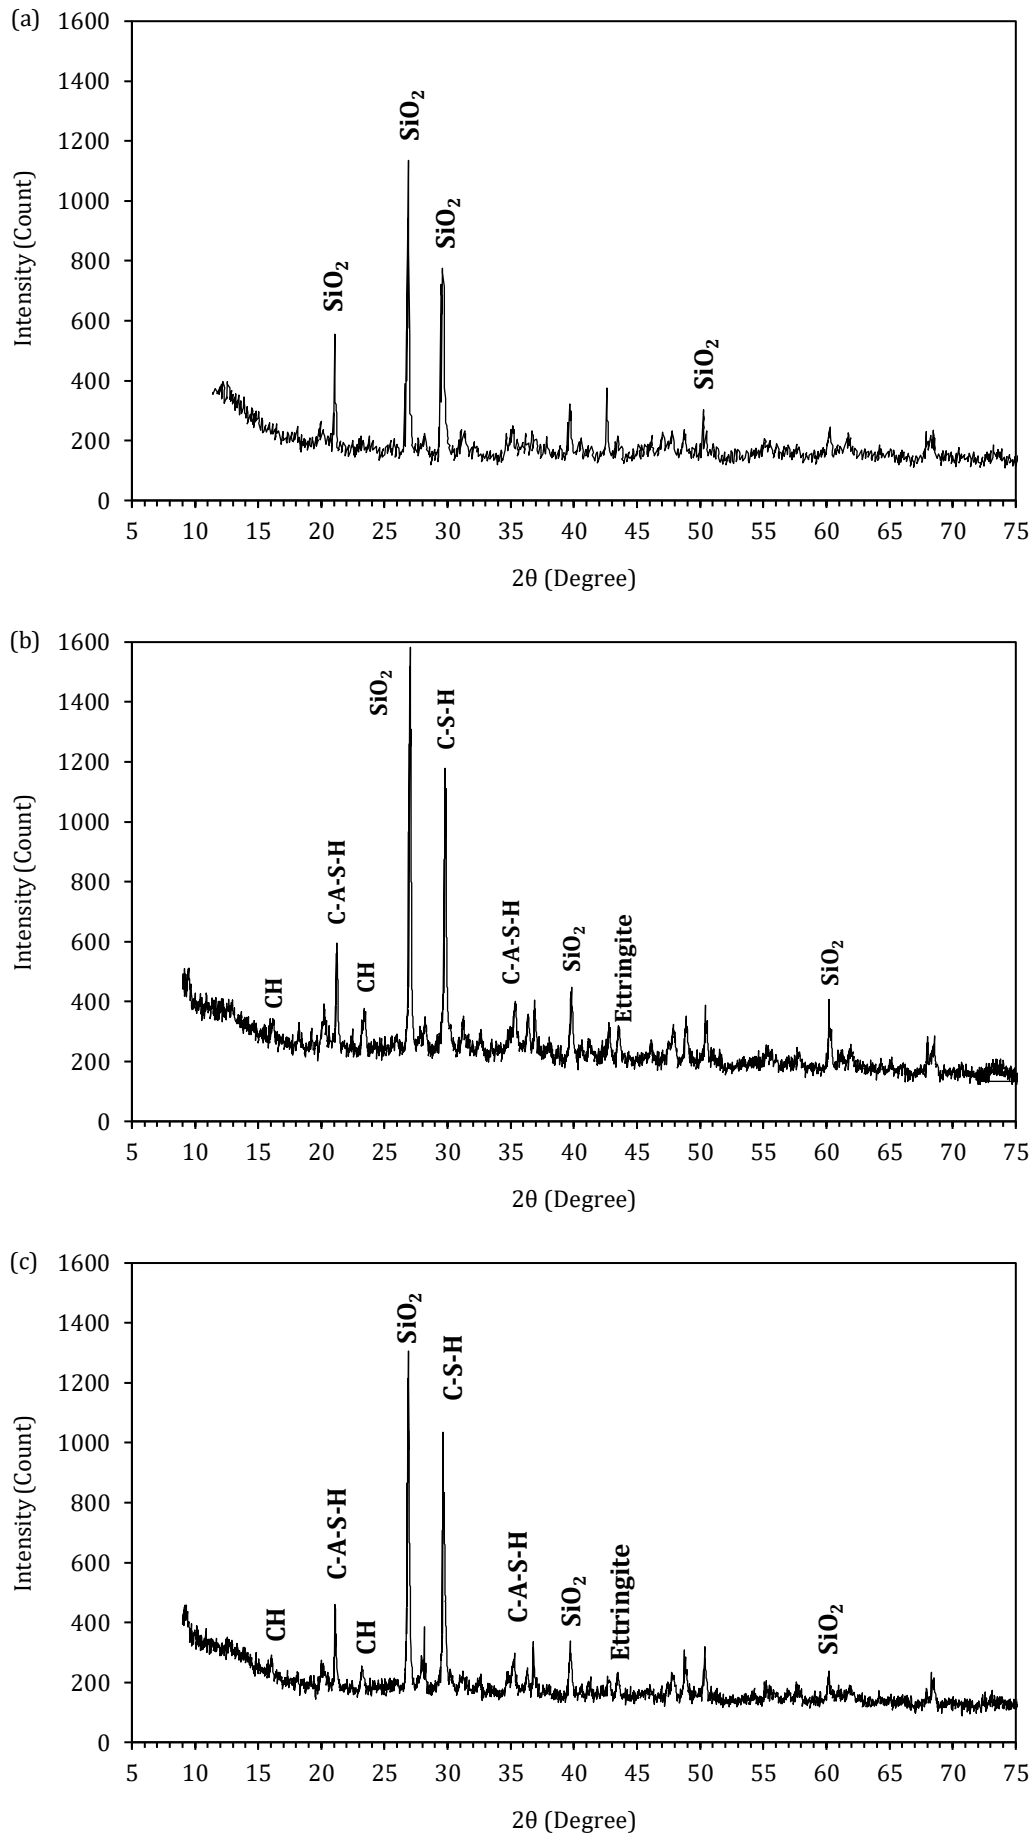 (a)
1600
1400
1200
1000
800
600
400
200
0
Intensity (Count)
SiO₂
SiO₂
SiO₂
SiO₂
5 10 15 20 25 30 35 40 45 50 55 60 65 70 75
2θ (Degree)
(b)
1600
1400
1200
1000
800
600
400
200
0
Intensity (Count)
CH
C-A-S-H
CH
SiO₂
C-S-H
C-A-S-H
SiO₂
Ettringite
SiO₂
5 10 15 20 25 30 35 40 45 50 55 60 65 70 75
2θ (Degree)
(c)
1600
1400
1200
1000
800
600
400
200
0
Intensity (Count)
CH
C-A-S-H
CH
SiO₂
C-S-H
C-A-S-H
SiO₂
Ettringite
SiO₂
5 10 15 20 25 30 35 40 45 50 55 60 65 70 75
2θ (Degree)